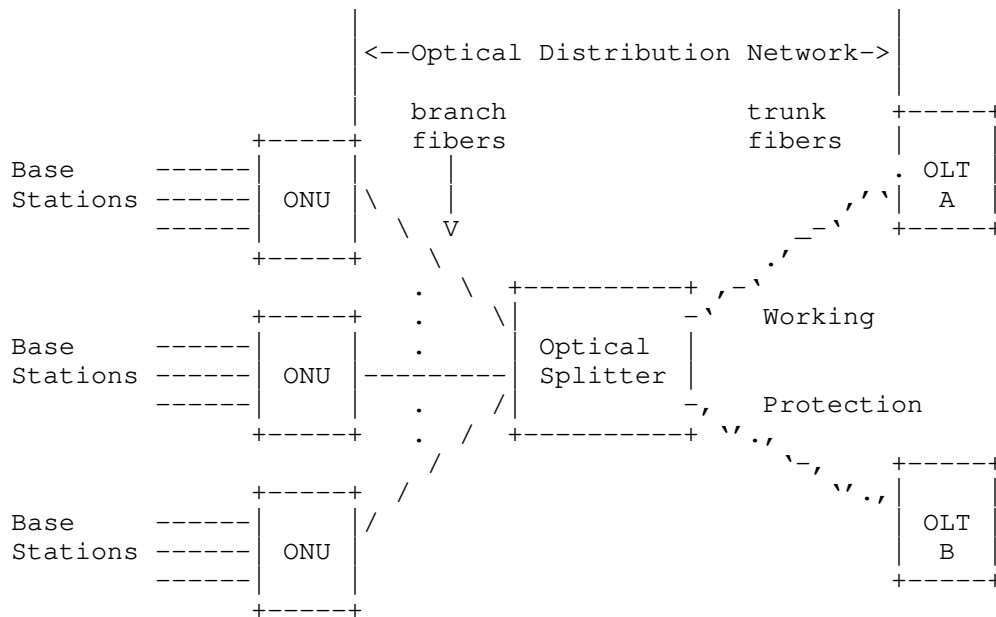 <--Optical Distribution Network->
branch trunk
fibers fibers
Base
Stations ONU OLT
A
V
Working
Base Optical
Stations ONU Splitter
Protection
Base OLT
Stations ONU B